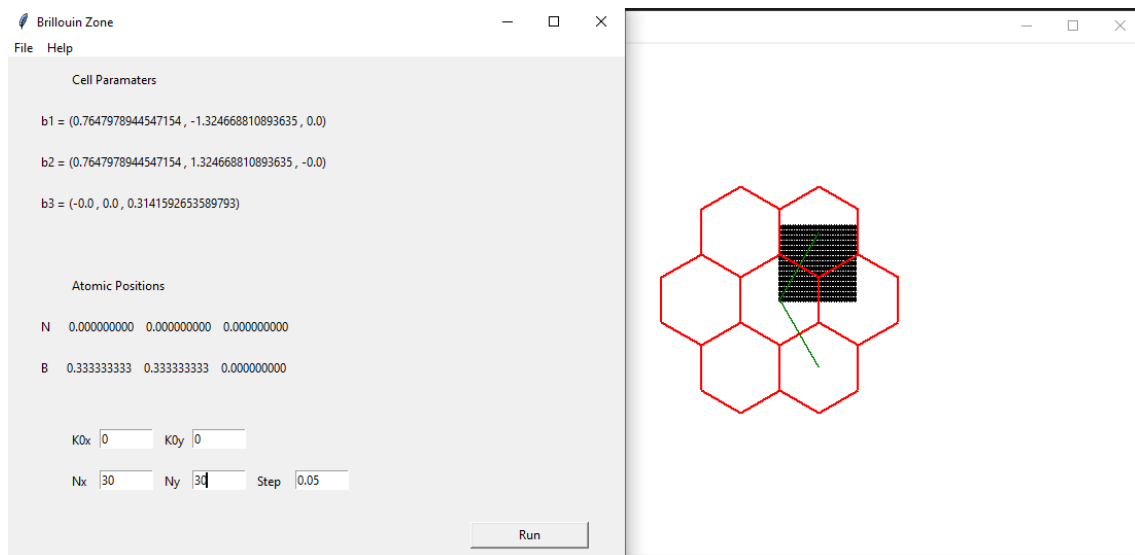 Brillouin Zone
File Help
Cell Paramaters
b1 = (0.7647978944547154 , -1.324668810893635 , 0.0)
b2 = (0.7647978944547154 , 1.324668810893635 , -0.0)
b3 = (-0.0 , 0.0 , 0.3141592653589793)
Atomic Positions
N 0.000000000 0.000000000 0.000000000
B 0.333333333 0.333333333 0.000000000
K0x 0 K0y 0
Nx 30 Ny 30 Step 0.05
Run